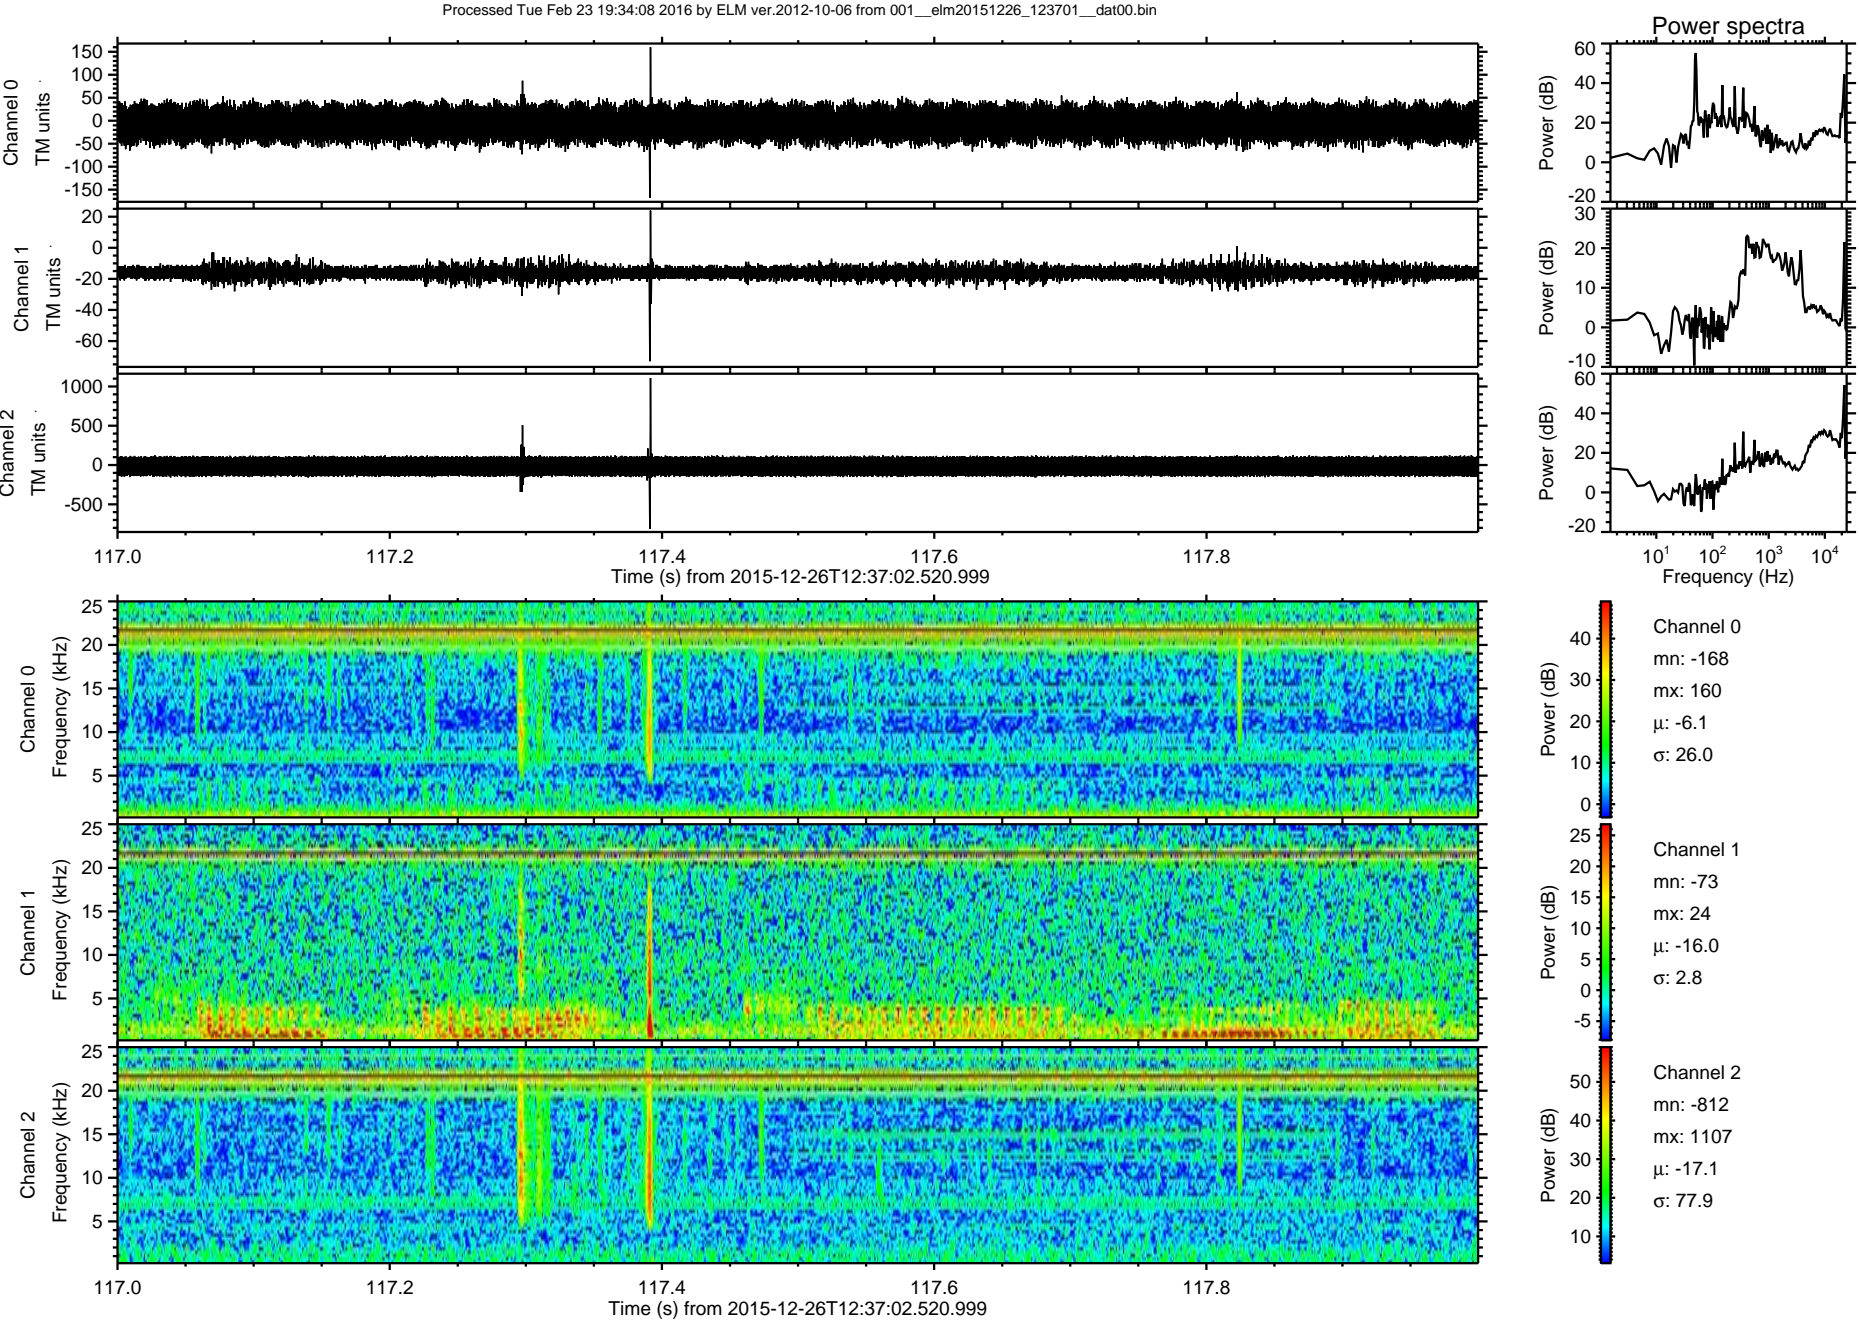 Processed Tue Feb 23 19:34:08 2016 by ELM ver.2012-10-06 from 001__elm20151226_123701__dat00.bin
Power spectra
Channel 0
TM units
150
100
50
0
-50
-100
-150
Power (dB)
60
40
20
0
-20
Channel 1
TM units
20
0
-20
-40
-60
Power (dB)
30
20
10
0
-10
Channel 2
TM units
1000
500
0
-500
Power (dB)
60
40
20
0
-20
117.0 117.2 117.4 117.6 117.8
Time (s) from 2015-12-26T12:37:02.520.999
10^1 10^2 10^3 10^4
Frequency (Hz)
Channel 0
Frequency (kHz)
25
20
15
10
5
Power (dB)
40
30
20
10
0
Channel 0
mn: -168
mx: 160
µ: -6.1
σ: 26.0
Channel 1
Frequency (kHz)
25
20
15
10
5
Power (dB)
25
20
15
10
5
0
-5
Channel 1
mn: -73
mx: 24
µ: -16.0
σ: 2.8
Channel 2
Frequency (kHz)
25
20
15
10
5
Power (dB)
50
40
30
20
10
Channel 2
mn: -812
mx: 1107
µ: -17.1
σ: 77.9
117.0 117.2 117.4 117.6 117.8
Time (s) from 2015-12-26T12:37:02.520.999